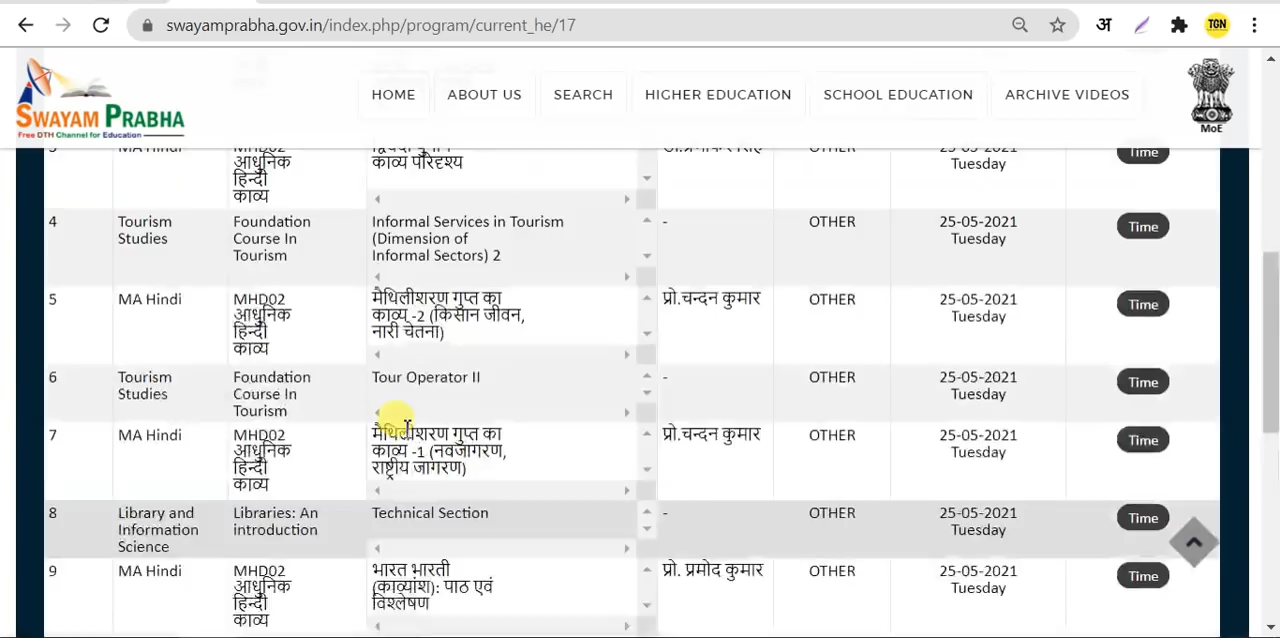 swayamprabha.gov.in/index.php/program/current_he/17
अ
TGN
SWAYAM PRABHA
Free DTH Channel for Education
HOME
ABOUT US
SEARCH
HIGHER EDUCATION
SCHOOL EDUCATION
ARCHIVE VIDEOS
MoE
MA Hindi
MHD02
आधुनिक
हिन्दी
काव्य
काव्य परिदृश्य
OTHER
25-05-2021
Tuesday
Time
4
Tourism
Studies
Foundation
Course In
Tourism
Informal Services in Tourism
(Dimension of
Informal Sectors) 2
-
OTHER
25-05-2021
Tuesday
Time
5
MA Hindi
MHD02
आधुनिक
हिन्दी
काव्य
मैथिलीशरण गुप्त का
काव्य -2 (किसान जीवन,
नारी चेतना)
प्रो.चन्दन कुमार
OTHER
25-05-2021
Tuesday
Time
6
Tourism
Studies
Foundation
Course In
Tourism
Tour Operator II
-
OTHER
25-05-2021
Tuesday
Time
7
MA Hindi
MHD02
आधुनिक
हिन्दी
काव्य
मैथिलीशरण गुप्त का
काव्य -1 (नवजागरण,
राष्ट्रीय जागरण)
प्रो.चन्दन कुमार
OTHER
25-05-2021
Tuesday
Time
8
Library and
Information
Science
Libraries: An
introduction
Technical Section
-
OTHER
25-05-2021
Tuesday
Time
9
MA Hindi
MHD02
आधुनिक
हिन्दी
काव्य
भारत भारती
(काव्यांश): पाठ एवं
विश्लेषण
प्रो. प्रमोद कुमार
OTHER
25-05-2021
Tuesday
Time